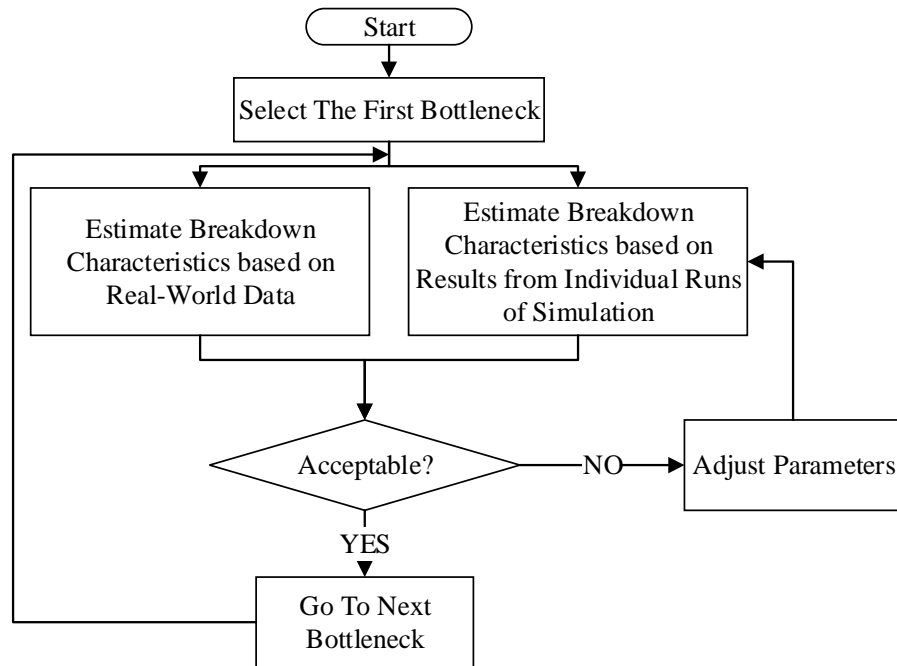 Start
Select The First Bottleneck
Estimate Breakdown
Characteristics based on
Real-World Data
Estimate Breakdown
Characteristics based on
Results from Individual Runs
of Simulation
Acceptable?
NO
Adjust Parameters
YES
Go To Next
Bottleneck